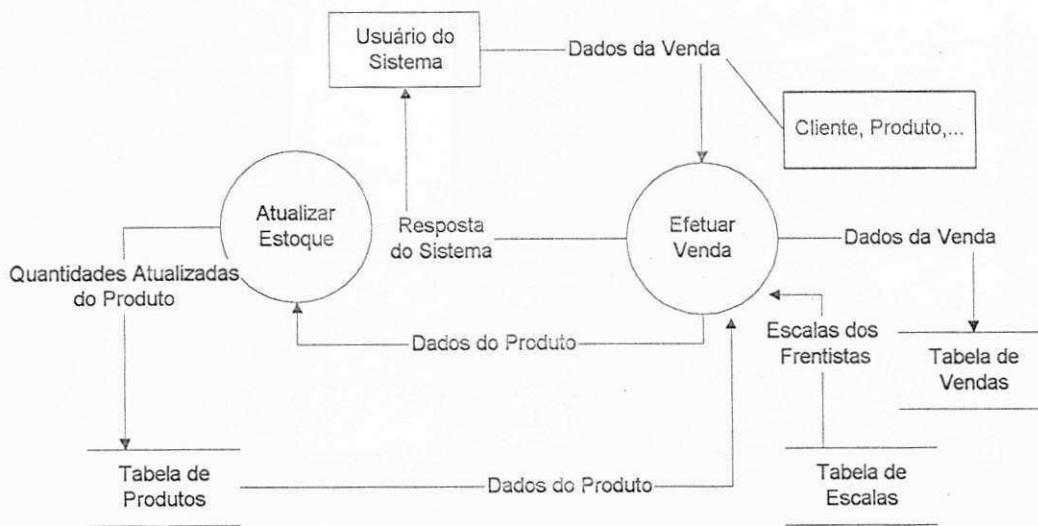 Usuário do
Sistema
Dados da Venda
Cliente, Produto,...
Atualizar
Estoque
Resposta
do Sistema
Efetuar
Venda
Dados da Venda
Quantidades Atualizadas
do Produto
Dados do Produto
Escalas dos
Frentistas
Tabela de
Vendas
Tabela de
Produtos
Dados do Produto
Tabela de
Escalas